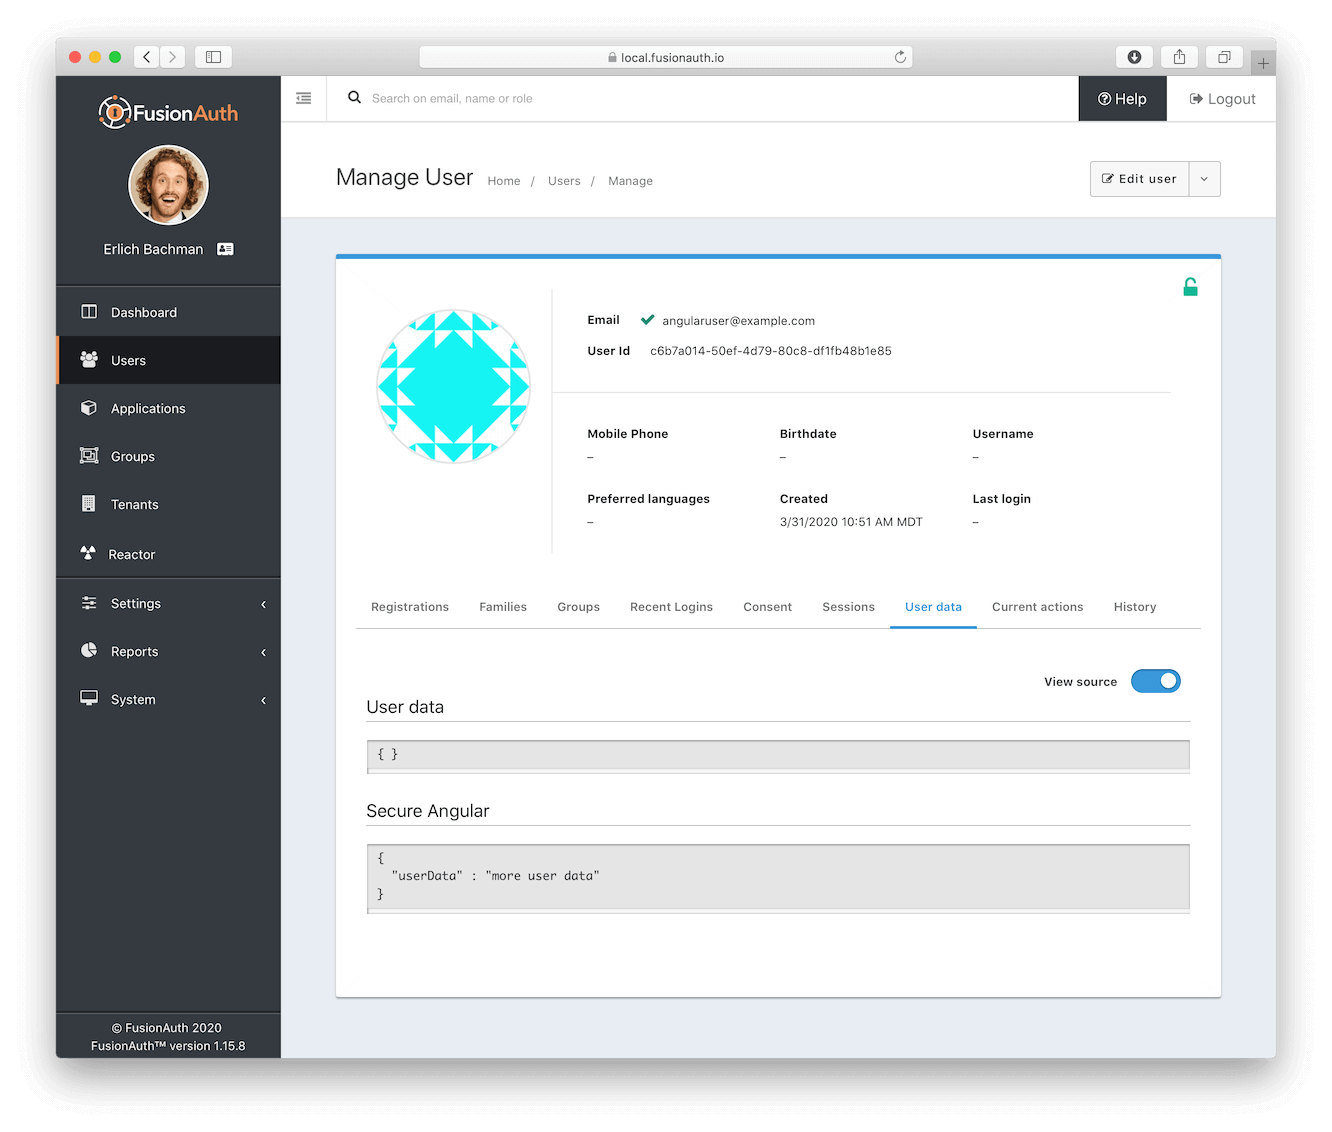 local.fusionauth.io
FusionAuth
Search on email, name or role
Help
Logout
Erlich Bachman
Dashboard
Users
Applications
Groups
Tenants
Reactor
Settings
Reports
System
© FusionAuth 2020
FusionAuth™ version 1.15.8
Manage User Home / Users / Manage
Edit user
Email angularuser@example.com
User Id c6b7a014-50ef-4d79-80c8-df1fb48b1e85
Mobile Phone Birthdate Username
– – –
Preferred languages Created Last login
– 3/31/2020 10:51 AM MDT –
Registrations Families Groups Recent Logins Consent Sessions User data Current actions History
View source
User data
{ }
Secure Angular
{
"userData" : "more user data"
}